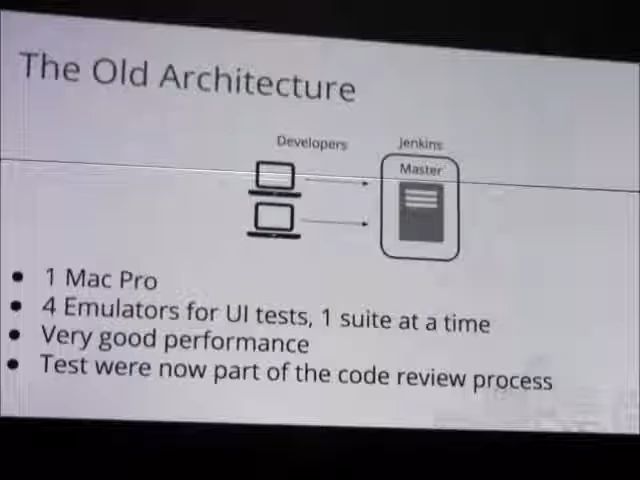 The Old Architecture
Developers
Jenkins
Master
1 Mac Pro
4 Emulators for UI tests, 1 suite at a time
Very good performance
Test were now part of the code review process